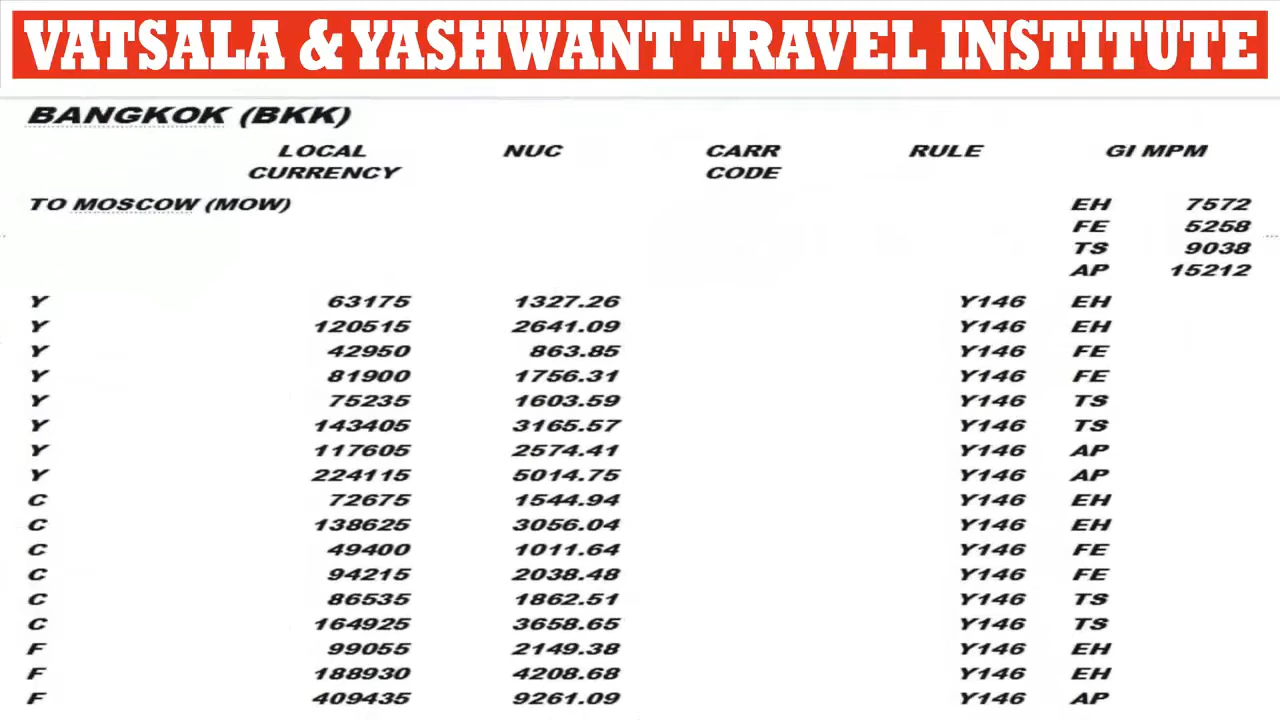 VATSALA & YASHWANT TRAVEL INSTITUTE
BANGKOK (BKK)
LOCAL CURRENCY NUC CARR CODE RULE GI MPM
TO MOSCOW (MOW) EH 7572
FE 5258
TS 9038
AP 15212
Y 63175 1327.26 Y146 EH
Y 120515 2641.09 Y146 EH
Y 42950 863.85 Y146 FE
Y 81900 1756.31 Y146 FE
Y 75235 1603.59 Y146 TS
Y 143405 3165.57 Y146 TS
Y 117605 2574.41 Y146 AP
Y 224115 5014.75 Y146 AP
C 72675 1544.94 Y146 EH
C 138625 3056.04 Y146 EH
C 49400 1011.64 Y146 FE
C 94215 2038.48 Y146 FE
C 86535 1862.51 Y146 TS
C 164925 3658.65 Y146 TS
F 99055 2149.38 Y146 EH
F 188930 4208.68 Y146 EH
F 409435 9261.09 Y146 AP